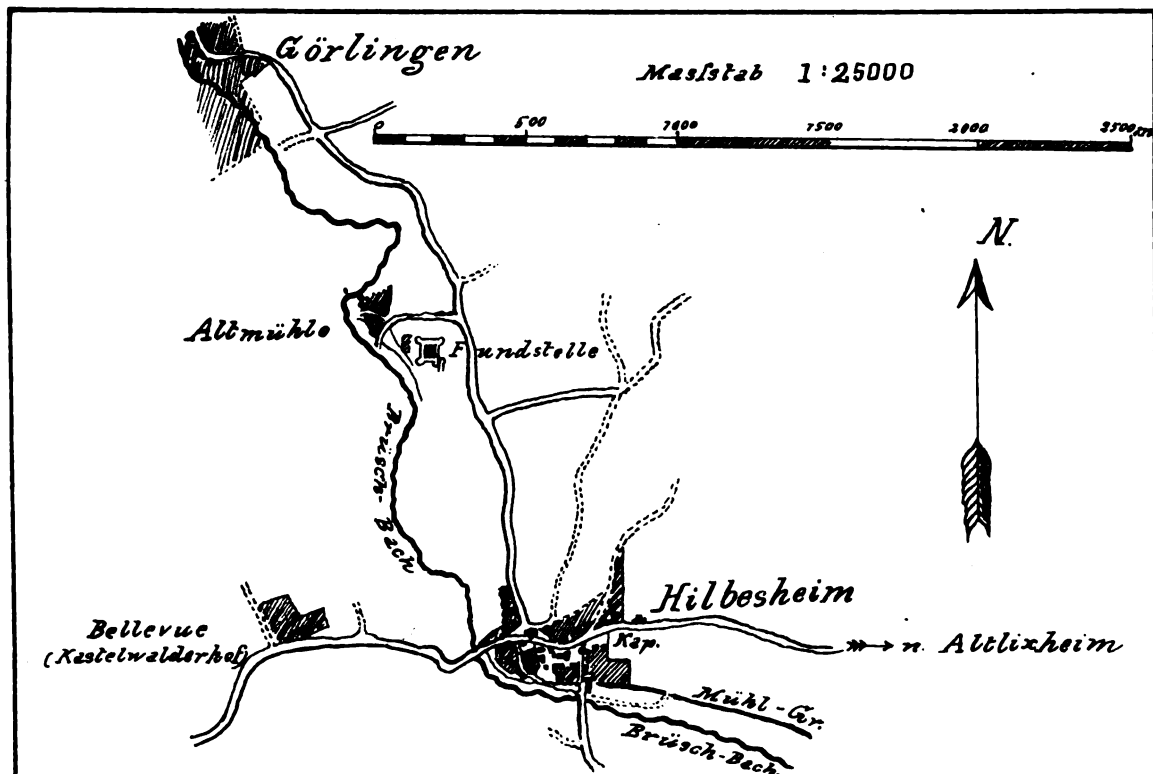 Görlingen
Massstab 1:25000
0 500 1000 1500 2000 2500
N.
Altmühle
Fundstelle
Brüsch-Bach
Hilbesheim
Kap.
Bellevue
(Kastelwalderhof)
n. Altlixheim
Mühl-Gr.
Brüsch-Bach.